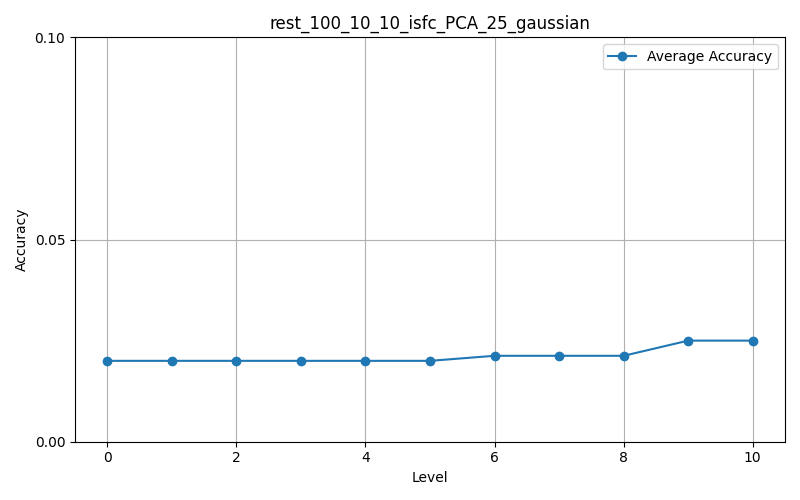 rest_100_10_10_isfc_PCA_25_gaussian
Average Accuracy
0.10
0.05
0.00
Accuracy
0 2 4 6 8 10
Level